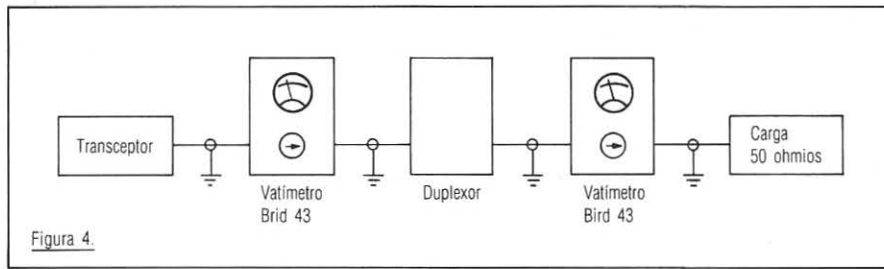 Transceptor
Vatímetro
Brid 43
Duplexor
Vatímetro
Bird 43
Carga
50 ohmios
Figura 4.